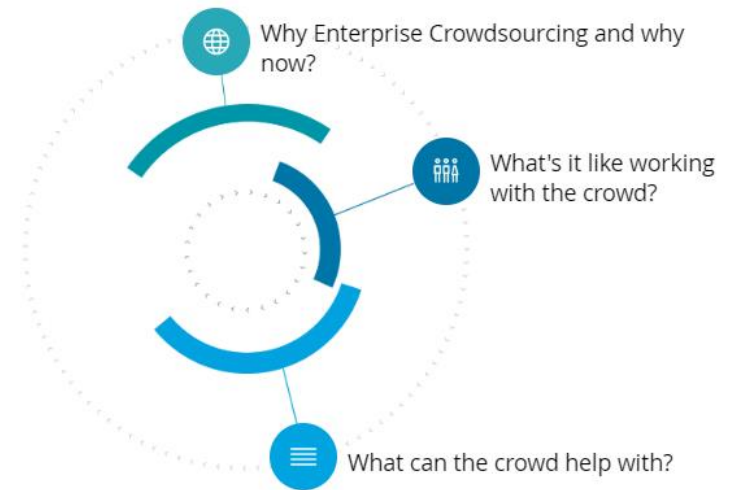 Why Enterprise Crowdsourcing and why
now?
What's it like working
with the crowd?
What can the crowd help with?